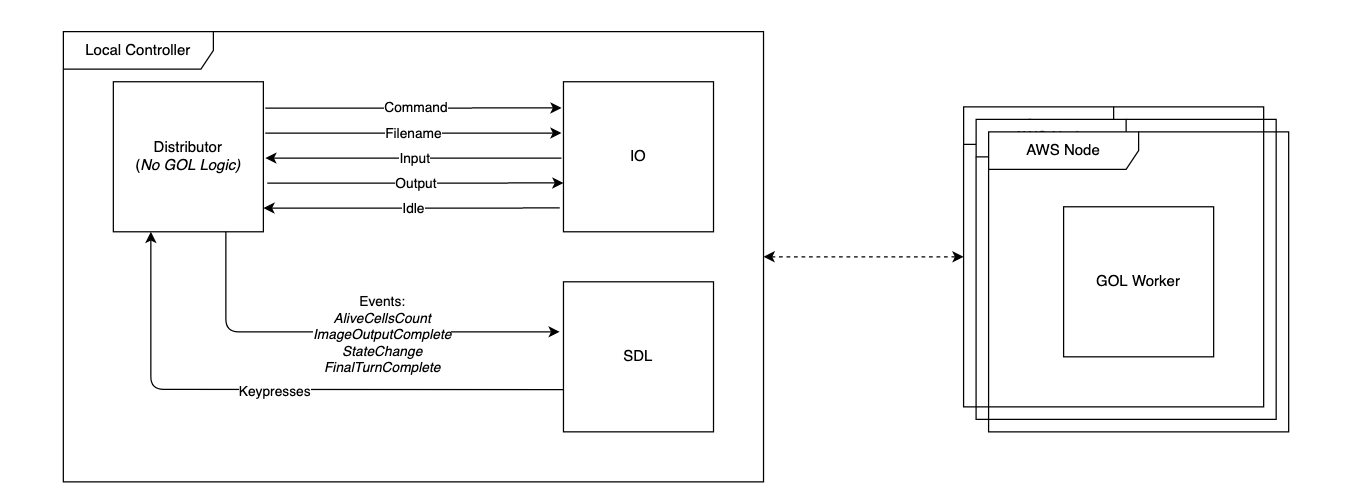 Local Controller
Distributor
(No GOL Logic)
Command
Filename
Input
Output
Idle
IO
Events:
AliveCellsCount
ImageOutputComplete
StateChange
FinalTurnComplete
Keypresses
SDL
AWS Node
GOL Worker